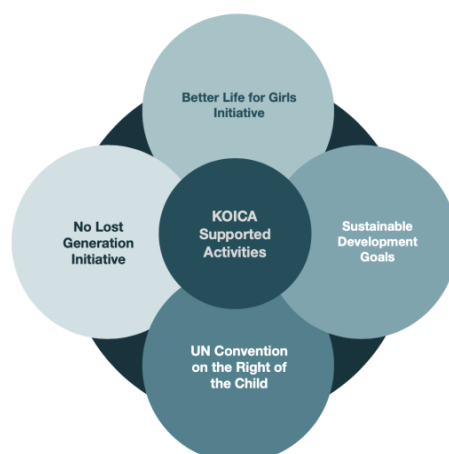 Better Life for Girls
Initiative
No Lost
Generation
Initiative
KOICA
Supported
Activities
Sustainable
Development
Goals
UN Convention
on the Right of
the Child